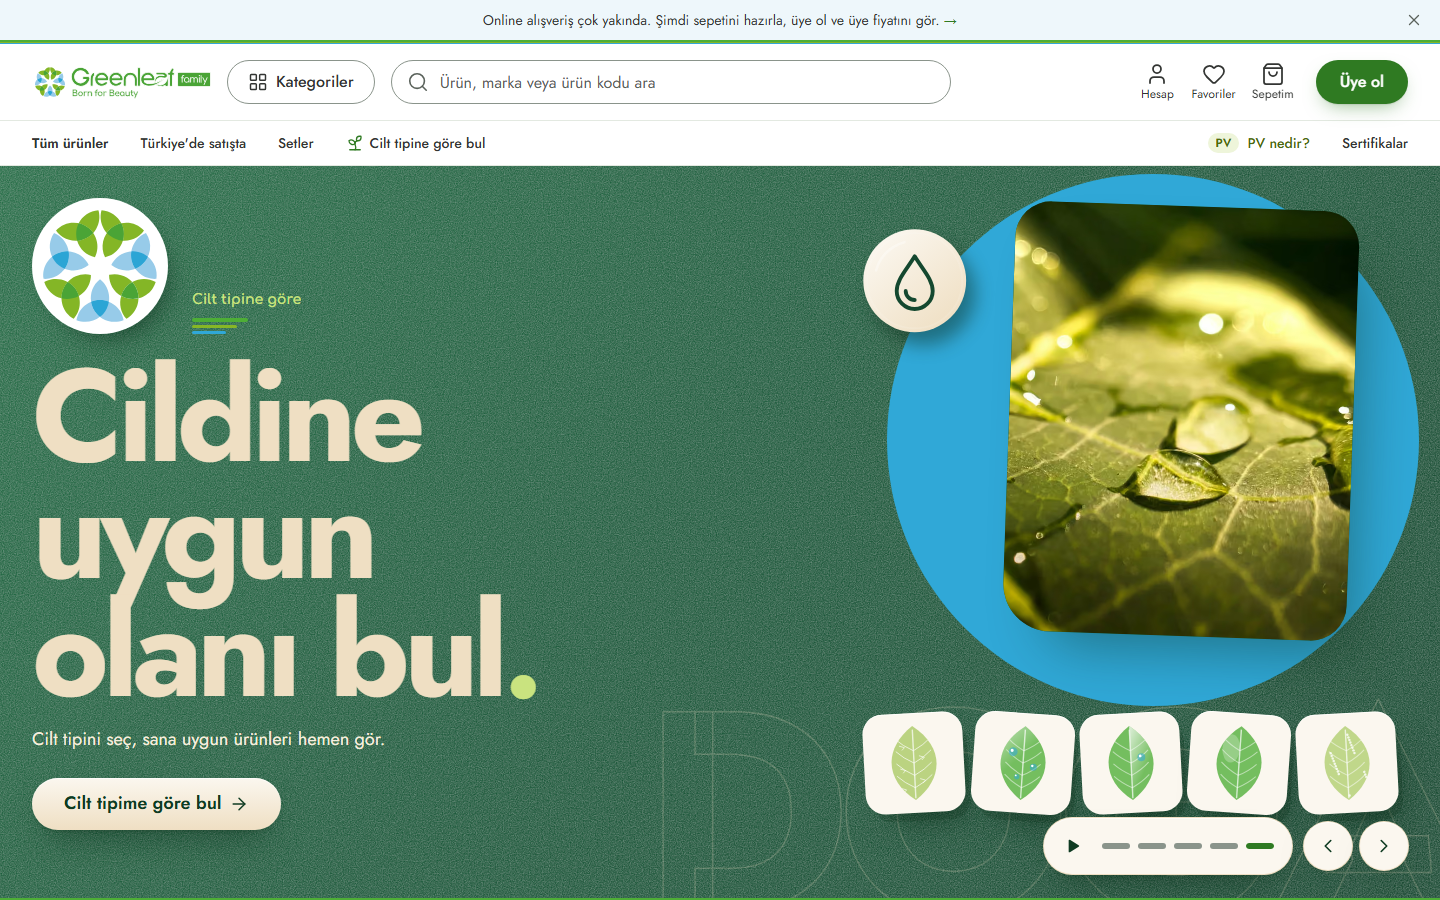 Online alışveriş çok yakında. Şimdi sepetini hazırla, üye ol ve üye fiyatını gör. →
Greenleaf family
Born for Beauty
Kategoriler
Ürün, marka veya ürün kodu ara
Hesap
Favoriler
Sepetim
Üye ol
Tüm ürünler
Türkiye'de satışta
Setler
Cilt tipine göre bul
PV
PV nedir?
Sertifikalar
Cilt tipine göre
Cildine
uygun
olanı bul.
Cilt tipini seç, sana uygun ürünleri hemen gör.
Cilt tipime göre bul →